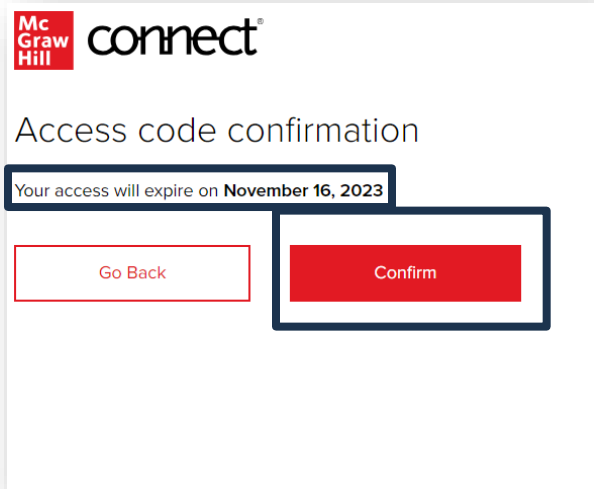 Mc
Graw
Hill
connect®
Access code confirmation
Your access will expire on November 16, 2023
Go Back
Confirm